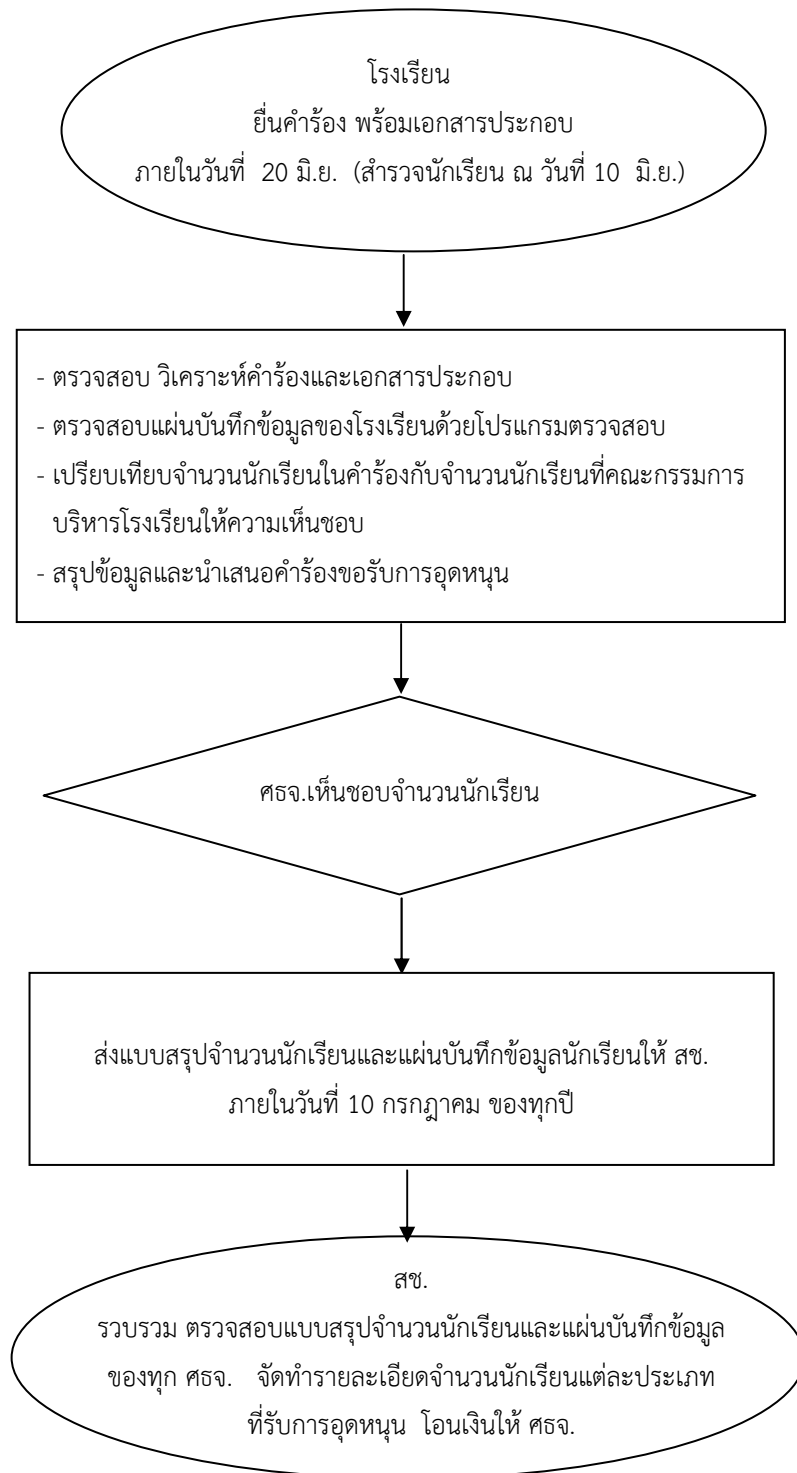 โรงเรียน
ยื่นคำร้อง พร้อมเอกสารประกอบ
ภายในวันที่ 20 มิ.ย. (สำรวจนักเรียน ณ วันที่ 10 มิ.ย.)
- ตรวจสอบ วิเคราะห์คำร้องและเอกสารประกอบ
- ตรวจสอบแผ่นบันทึกข้อมูลของโรงเรียนด้วยโปรแกรมตรวจสอบ
- เปรียบเทียบจำนวนนักเรียนในคำร้องกับจำนวนนักเรียนที่คณะกรรมการ
บริหารโรงเรียนให้ความเห็นชอบ
- สรุปข้อมูลและนำเสนอคำร้องขอรับการอุดหนุน
ศธจ.เห็นชอบจำนวนนักเรียน
ส่งแบบสรุปจำนวนนักเรียนและแผ่นบันทึกข้อมูลนักเรียนให้ สช.
ภายในวันที่ 10 กรกฎาคม ของทุกปี
สช.
รวบรวม ตรวจสอบแบบสรุปจำนวนนักเรียนและแผ่นบันทึกข้อมูล
ของทุก ศธจ. จัดทำรายละเอียดจำนวนนักเรียนแต่ละประเภท
ที่รับการอุดหนุน โอนเงินให้ ศธจ.